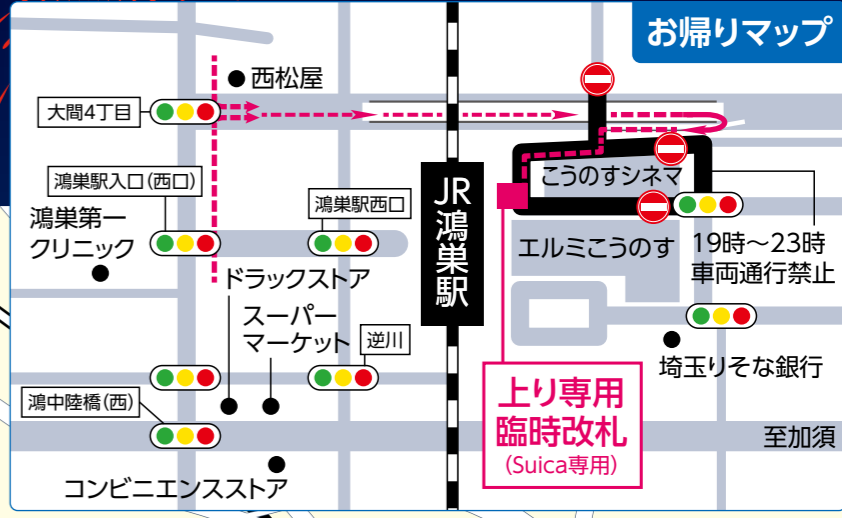 お帰りマップ
西松屋
大間4丁目
鴻巣駅入口(西口)
鴻巣第一
クリニック
鴻巣駅西口
JR鴻巣駅
こうのすシネマ
エルミこうのす
19時～23時
車両通行禁止
ドラックストア
スーパー
マーケット
逆川
埼玉りそな銀行
鴻中陸橋(西)
上り専用
臨時改札
(Suica専用)
至加須
コンビニエンスストア